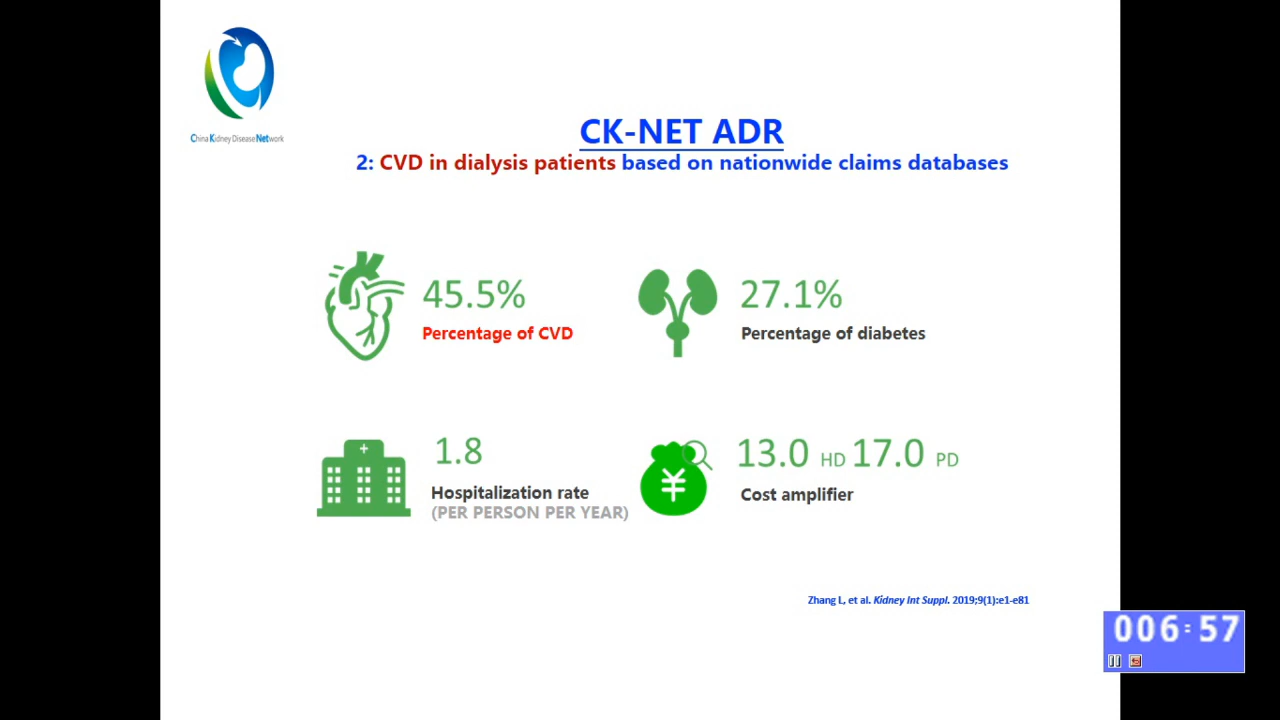 China Kidney Disease Network
CK-NET ADR
2: CVD in dialysis patients based on nationwide claims databases
45.5%
Percentage of CVD
27.1%
Percentage of diabetes
1.8
Hospitalization rate
(PER PERSON PER YEAR)
¥
13.0 HD 17.0 PD
Cost amplifier
Zhang L, et al. Kidney Int Suppl. 2019;9(1):e1-e81
006:57